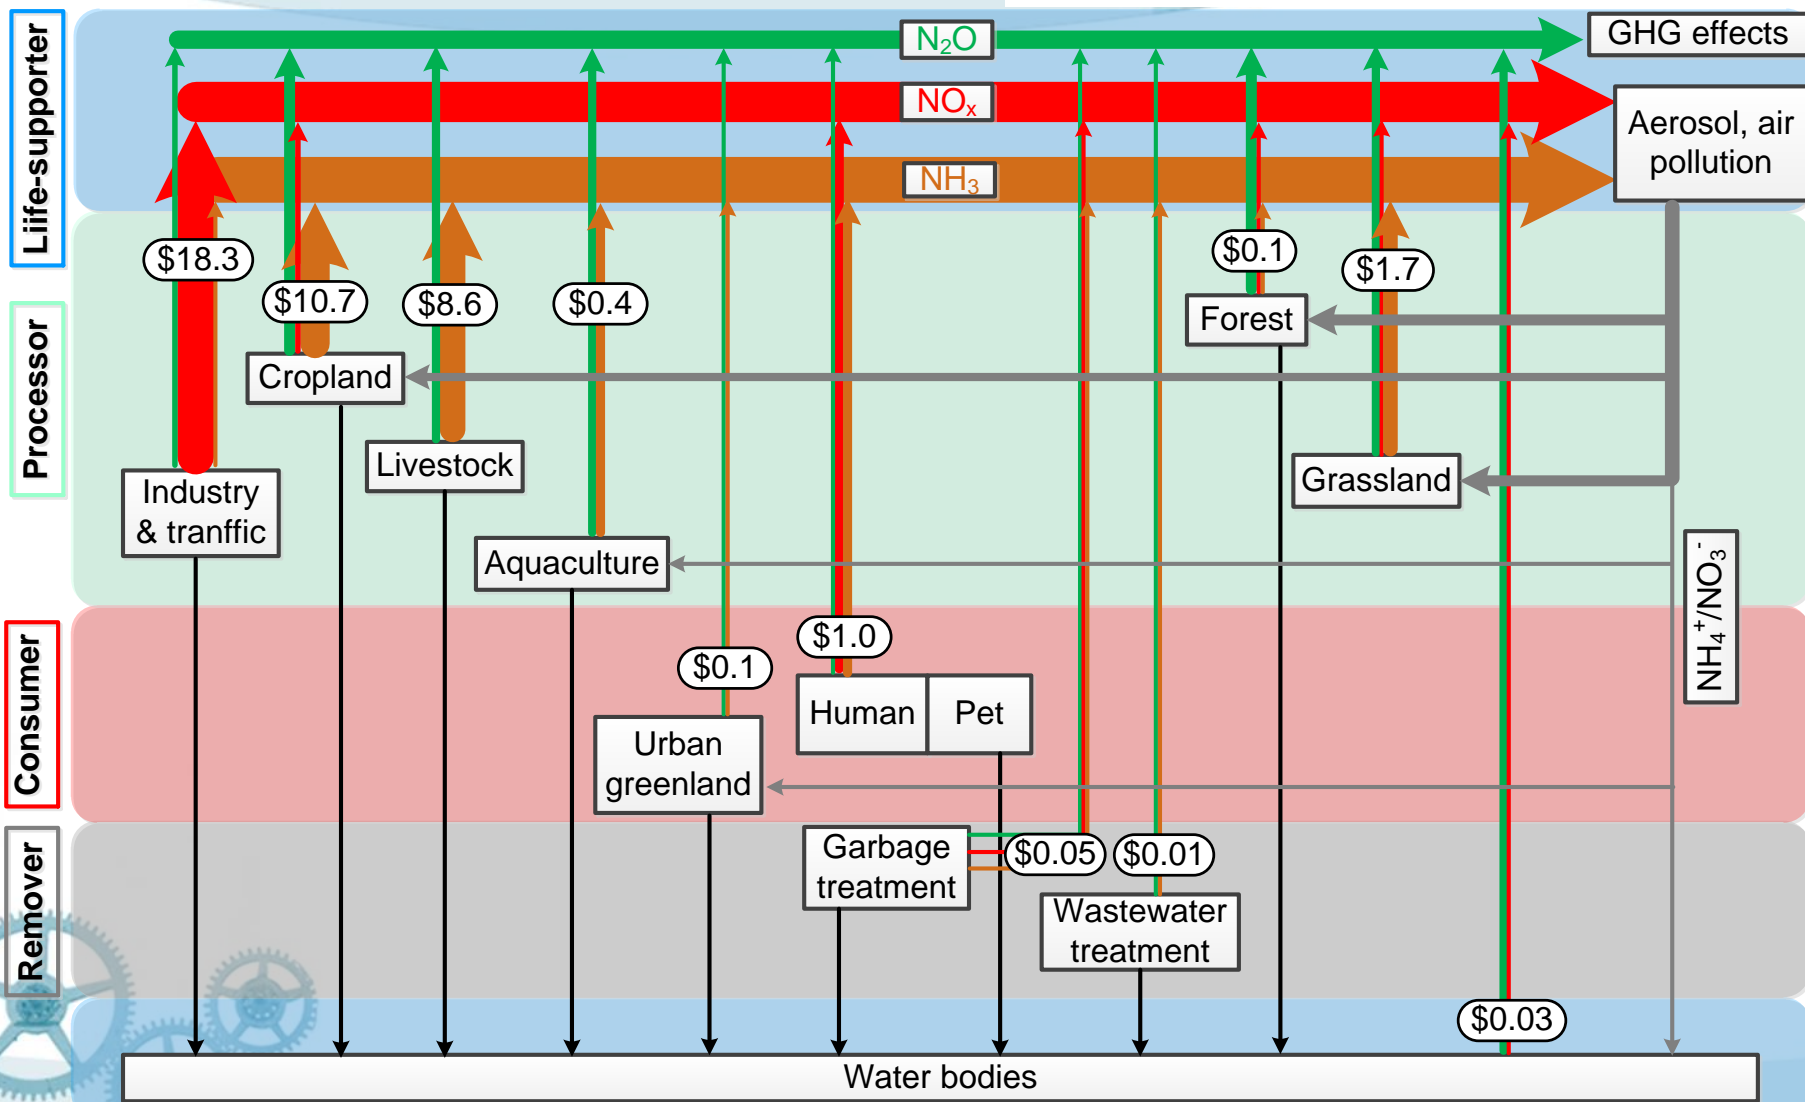 Liife-supporter
Processor
Consumer
Remover
N₂O
GHG effects
NOₓ
Aerosol, air
pollution
NH₃
$18.3
$10.7
$8.6
$0.4
$0.1
$1.7
Forest
Cropland
Livestock
Grassland
Industry
& tranffic
Aquaculture
NH₄⁺/NO₃⁻
$1.0
$0.1
Human
Pet
Urban
greenland
Garbage
treatment
$0.05
$0.01
Wastewater
treatment
$0.03
Water bodies